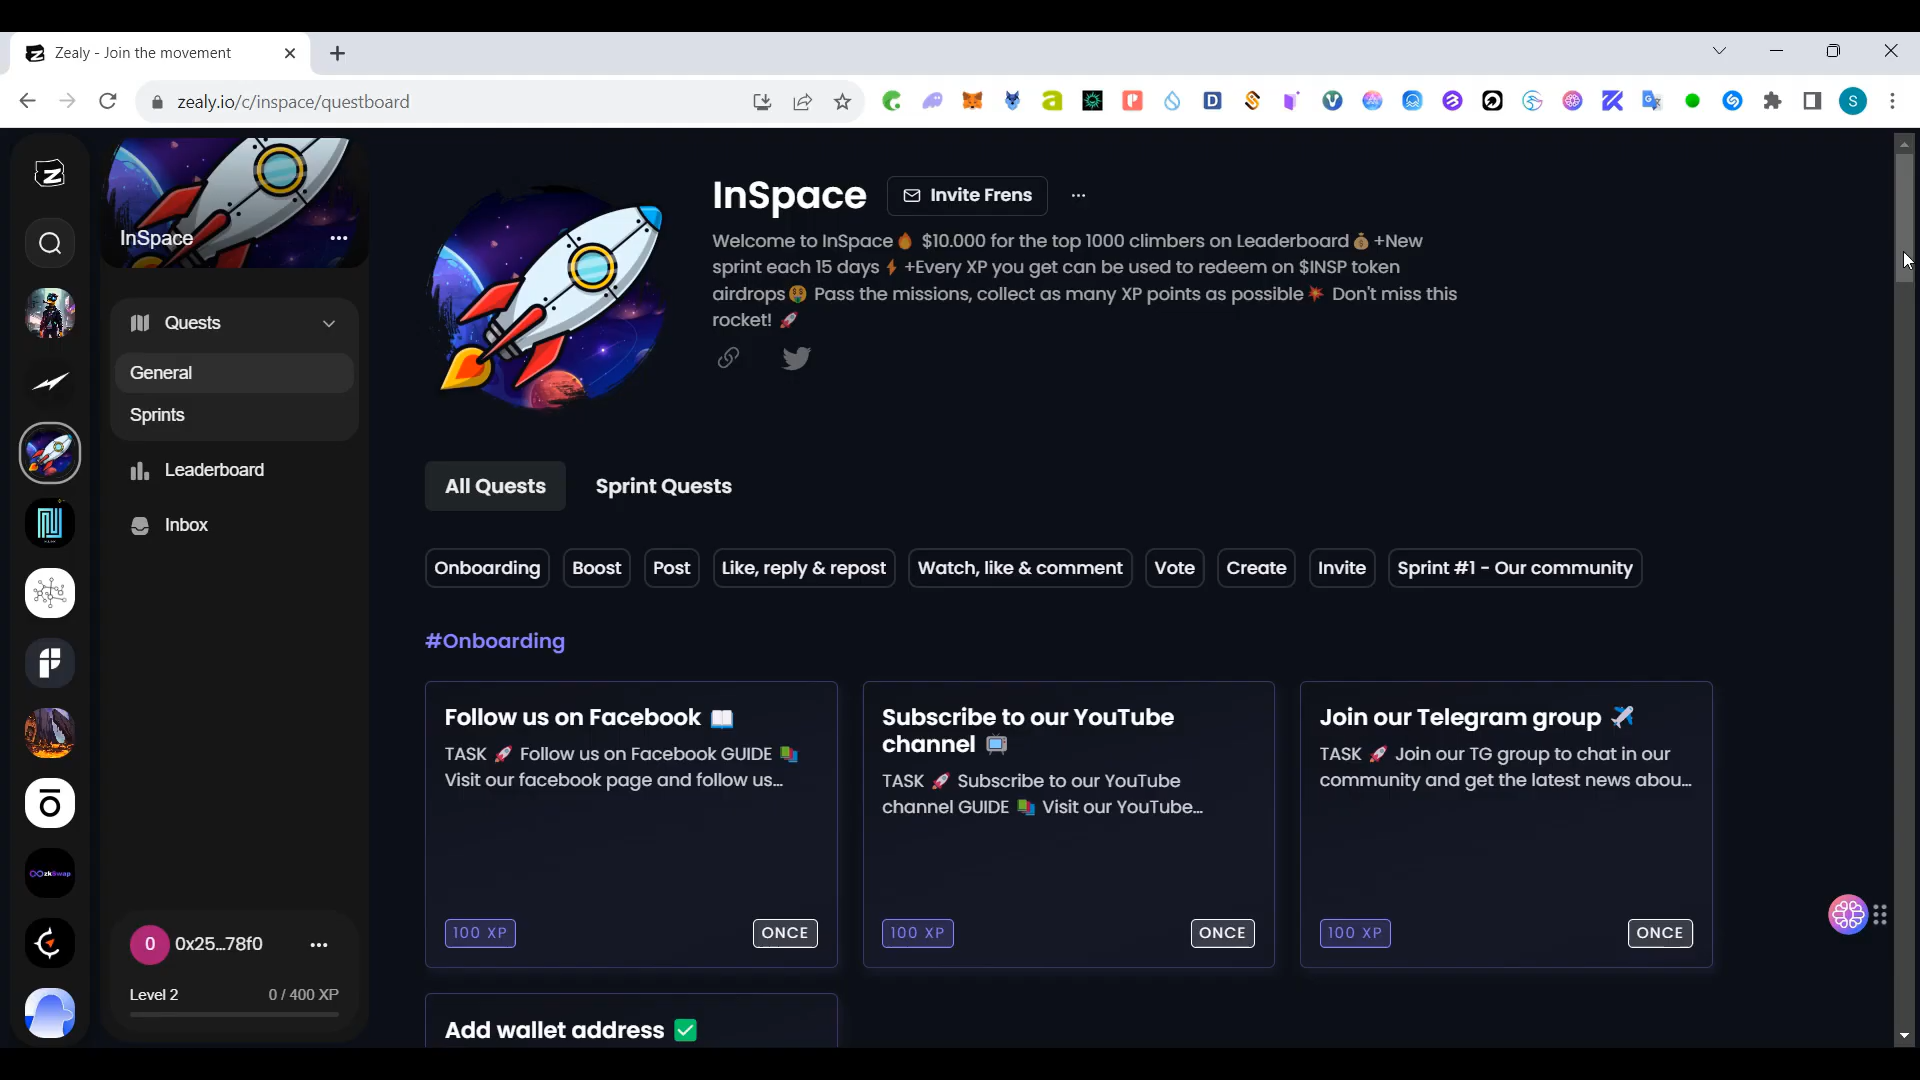 Zealy - Join the movement
zealy.io/c/inspace/questboard
S
InSpace
Quests
General
Sprints
Leaderboard
Inbox
zkSwap
0
0x25...78f0
Level 2
0 / 400 XP
InSpace
Invite Frens
Welcome to InSpace🔥 $10.000 for the top 1000 climbers on Leaderboard💰+New
sprint each 15 days⚡+Every XP you get can be used to redeem on $INSP token
airdrops🤑 Pass the missions, collect as many XP points as possible💥 Don't miss this
rocket! 🚀
All Quests
Sprint Quests
Onboarding
Boost
Post
Like, reply & repost
Watch, like & comment
Vote
Create
Invite
Sprint #1 - Our community
#Onboarding
Follow us on Facebook 📖
TASK 🚀 Follow us on Facebook GUIDE 📚
Visit our facebook page and follow us...
100 XP
ONCE
Subscribe to our YouTube
channel 📺
TASK 🚀 Subscribe to our YouTube
channel GUIDE 📚 Visit our YouTube...
100 XP
ONCE
Join our Telegram group ✈️
TASK 🚀 Join our TG group to chat in our
community and get the latest news abou...
100 XP
ONCE
Add wallet address ✅